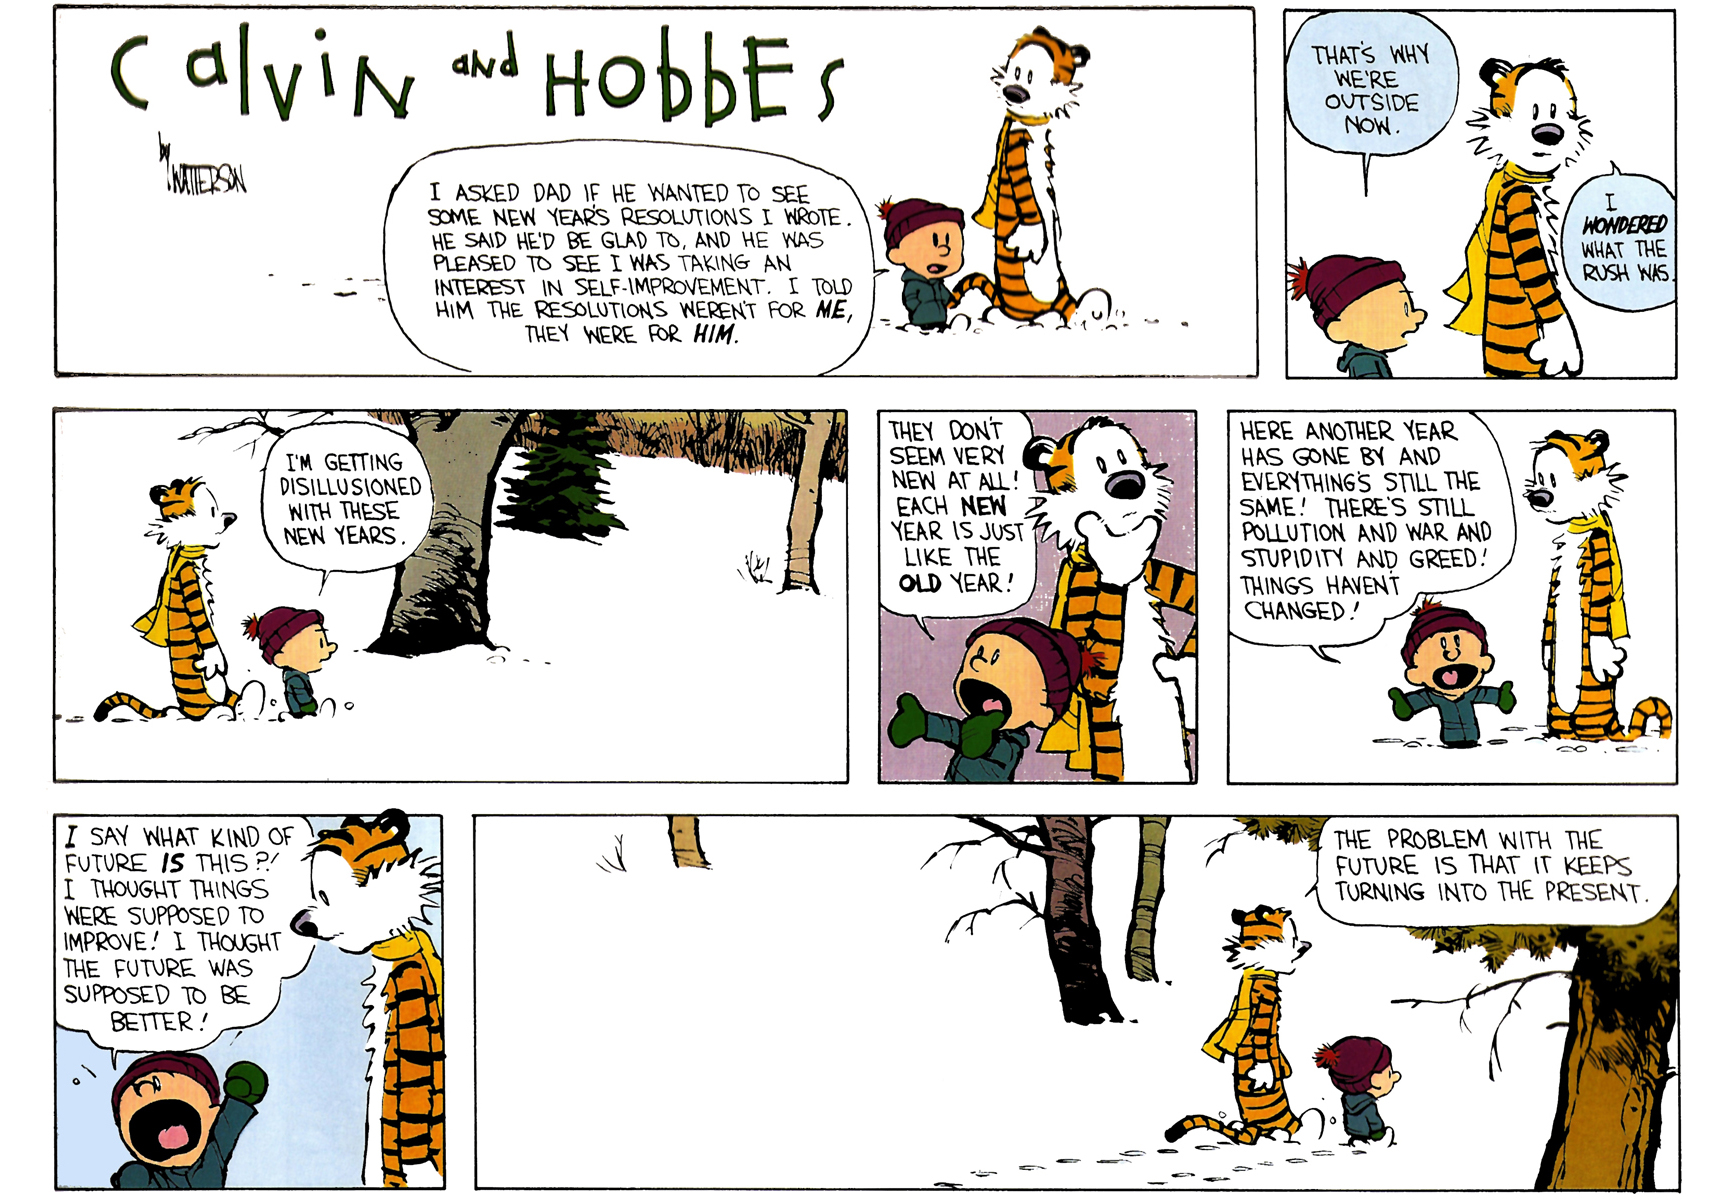 Calvin and HobbEs
by WATTERSON
I ASKED DAD IF HE WANTED TO SEE
SOME NEW YEAR'S RESOLUTIONS I WROTE.
HE SAID HE'D BE GLAD TO, AND HE WAS
PLEASED TO SEE I WAS TAKING AN
INTEREST IN SELF-IMPROVEMENT. I TOLD
HIM THE RESOLUTIONS WEREN'T FOR ME,
THEY WERE FOR HIM.
THAT'S WHY
WE'RE
OUTSIDE
NOW.
I
WONDERED
WHAT THE
RUSH WAS.
I'M GETTING
DISILLUSIONED
WITH THESE
NEW YEARS.
THEY DON'T
SEEM VERY
NEW AT ALL!
EACH NEW
YEAR IS JUST
LIKE THE
OLD YEAR!
HERE ANOTHER YEAR
HAS GONE BY AND
EVERYTHING'S STILL THE
SAME! THERE'S STILL
POLLUTION AND WAR AND
STUPIDITY AND GREED!
THINGS HAVEN'T
CHANGED!
I SAY WHAT KIND OF
FUTURE IS THIS?!
I THOUGHT THINGS
WERE SUPPOSED TO
IMPROVE! I THOUGHT
THE FUTURE WAS
SUPPOSED TO BE
BETTER!
THE PROBLEM WITH THE
FUTURE IS THAT IT KEEPS
TURNING INTO THE PRESENT.